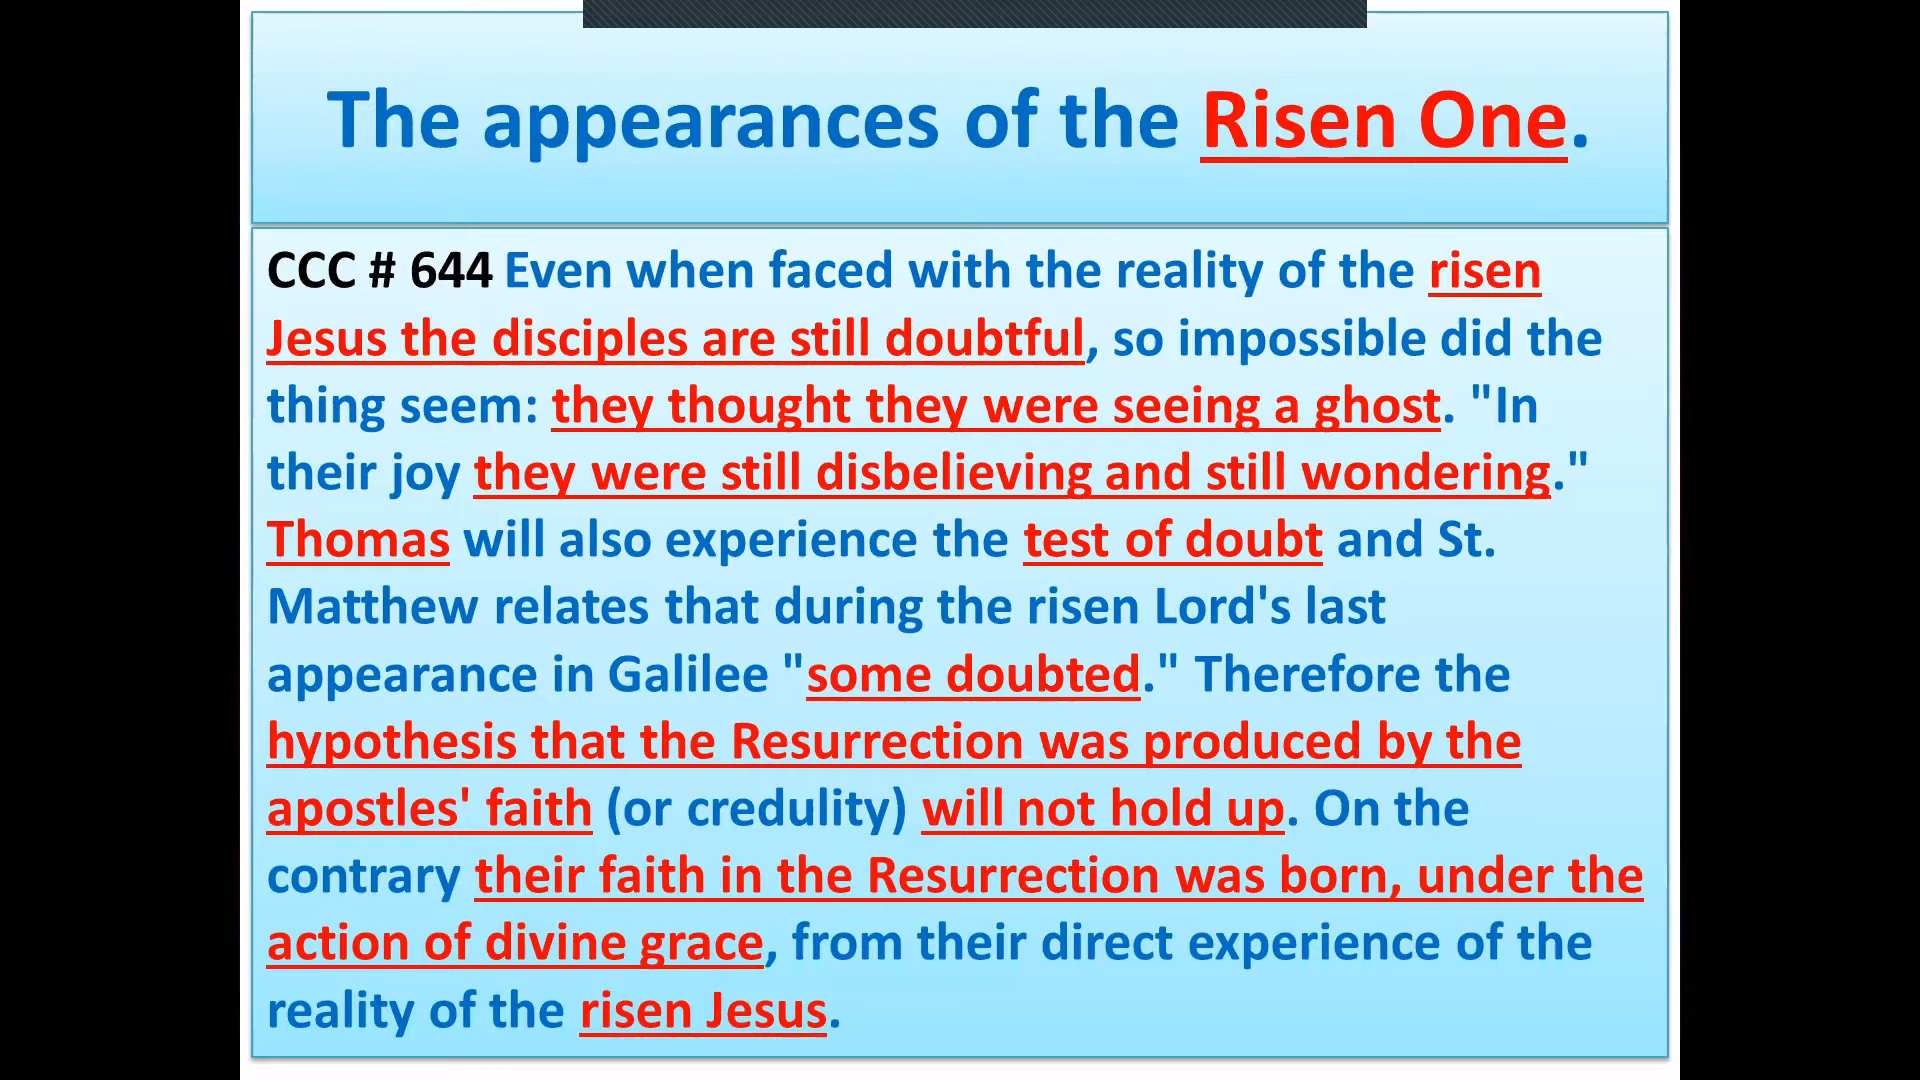 The appearances of the Risen One.
CCC # 644 Even when faced with the reality of the risen
Jesus the disciples are still doubtful, so impossible did the
thing seem: they thought they were seeing a ghost. "In
their joy they were still disbelieving and still wondering."
Thomas will also experience the test of doubt and St.
Matthew relates that during the risen Lord's last
appearance in Galilee "some doubted." Therefore the
hypothesis that the Resurrection was produced by the
apostles' faith (or credulity) will not hold up. On the
contrary their faith in the Resurrection was born, under the
action of divine grace, from their direct experience of the
reality of the risen Jesus.